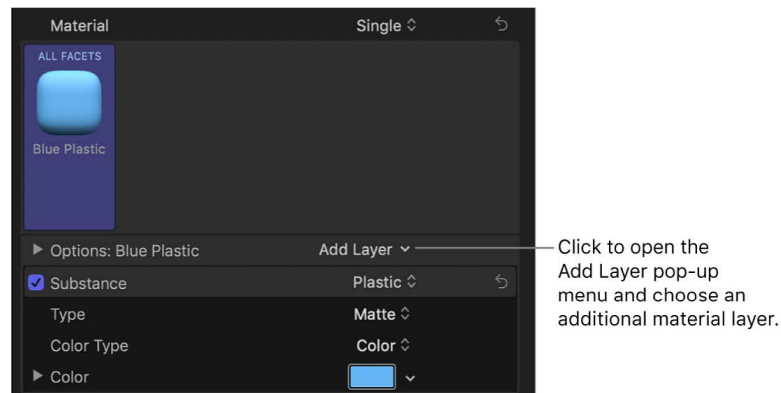 Material Single
ALL FACETS
Blue Plastic
Options: Blue Plastic Add Layer
Click to open the
Add Layer pop-up
menu and choose an
additional material layer.
Substance Plastic
Type Matte
Color Type Color
Color